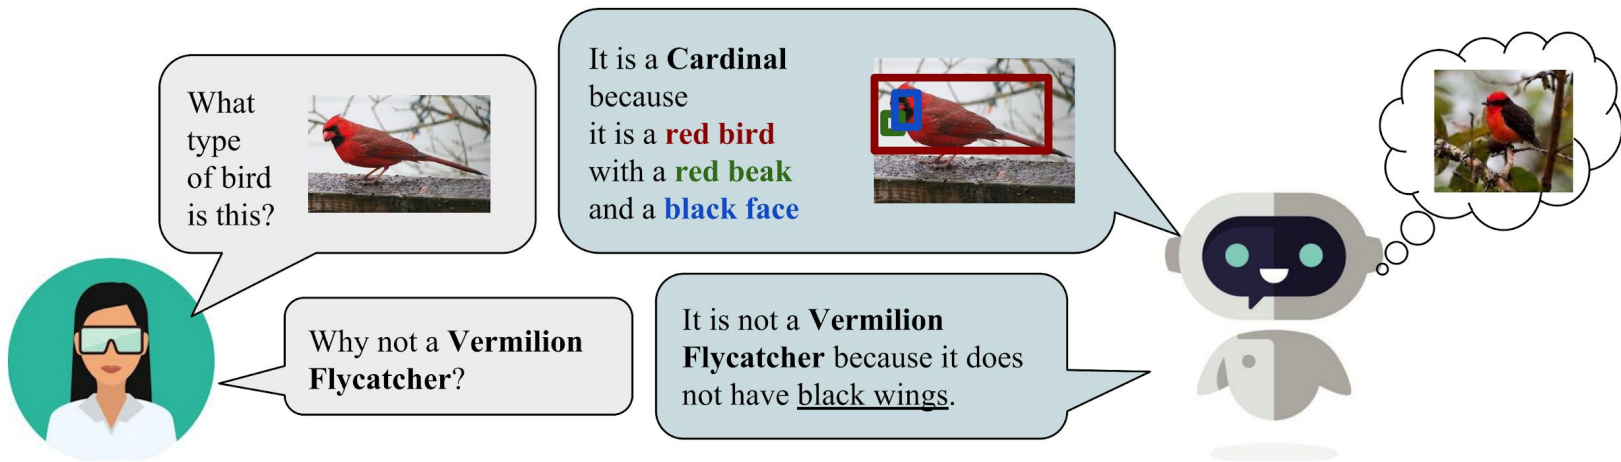 What
type
of bird
is this?
It is a Cardinal
because
it is a red bird
with a red beak
and a black face
Why not a Vermilion
Flycatcher?
It is not a Vermilion
Flycatcher because it does
not have black wings.